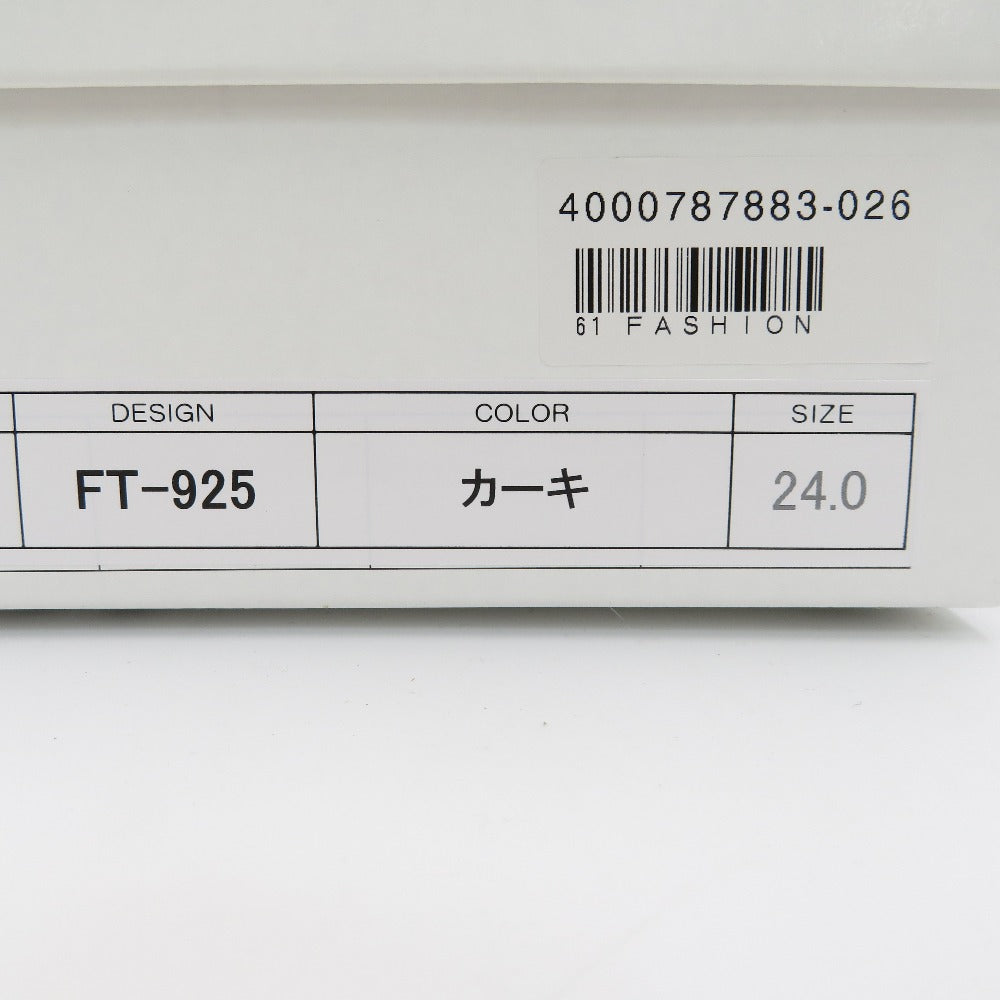 4000787883-026
61 FASHION
DESIGN COLOR SIZE
FT-925 カーキ 24.0